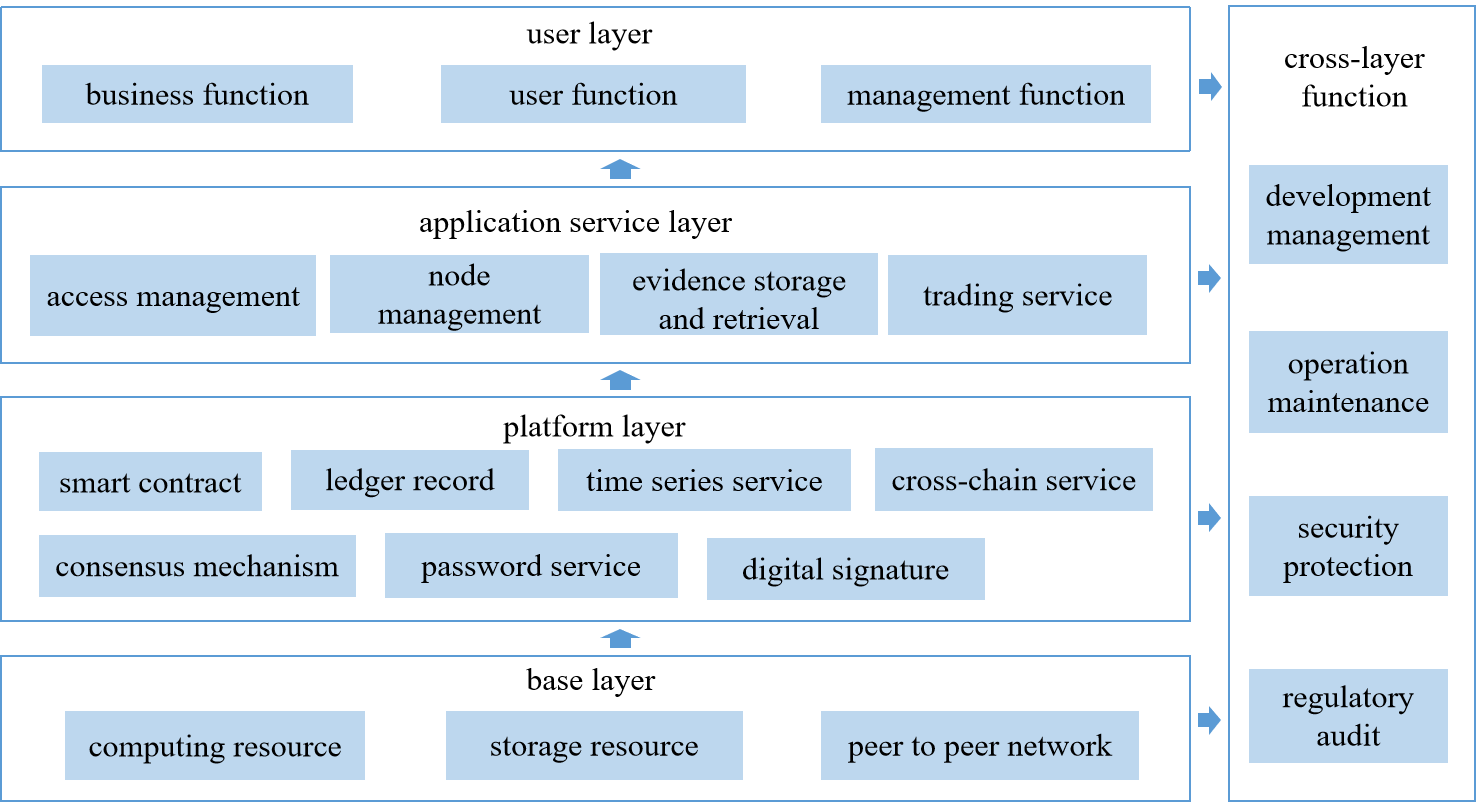 user layer
business function
user function
management function
application service layer
access management
node
management
evidence storage
and retrieval
trading service
platform layer
smart contract
ledger record
time series service
cross-chain service
consensus mechanism
password service
digital signature
base layer
computing resource
storage resource
peer to peer network
cross-layer
function
development
management
operation
maintenance
security
protection
regulatory
audit